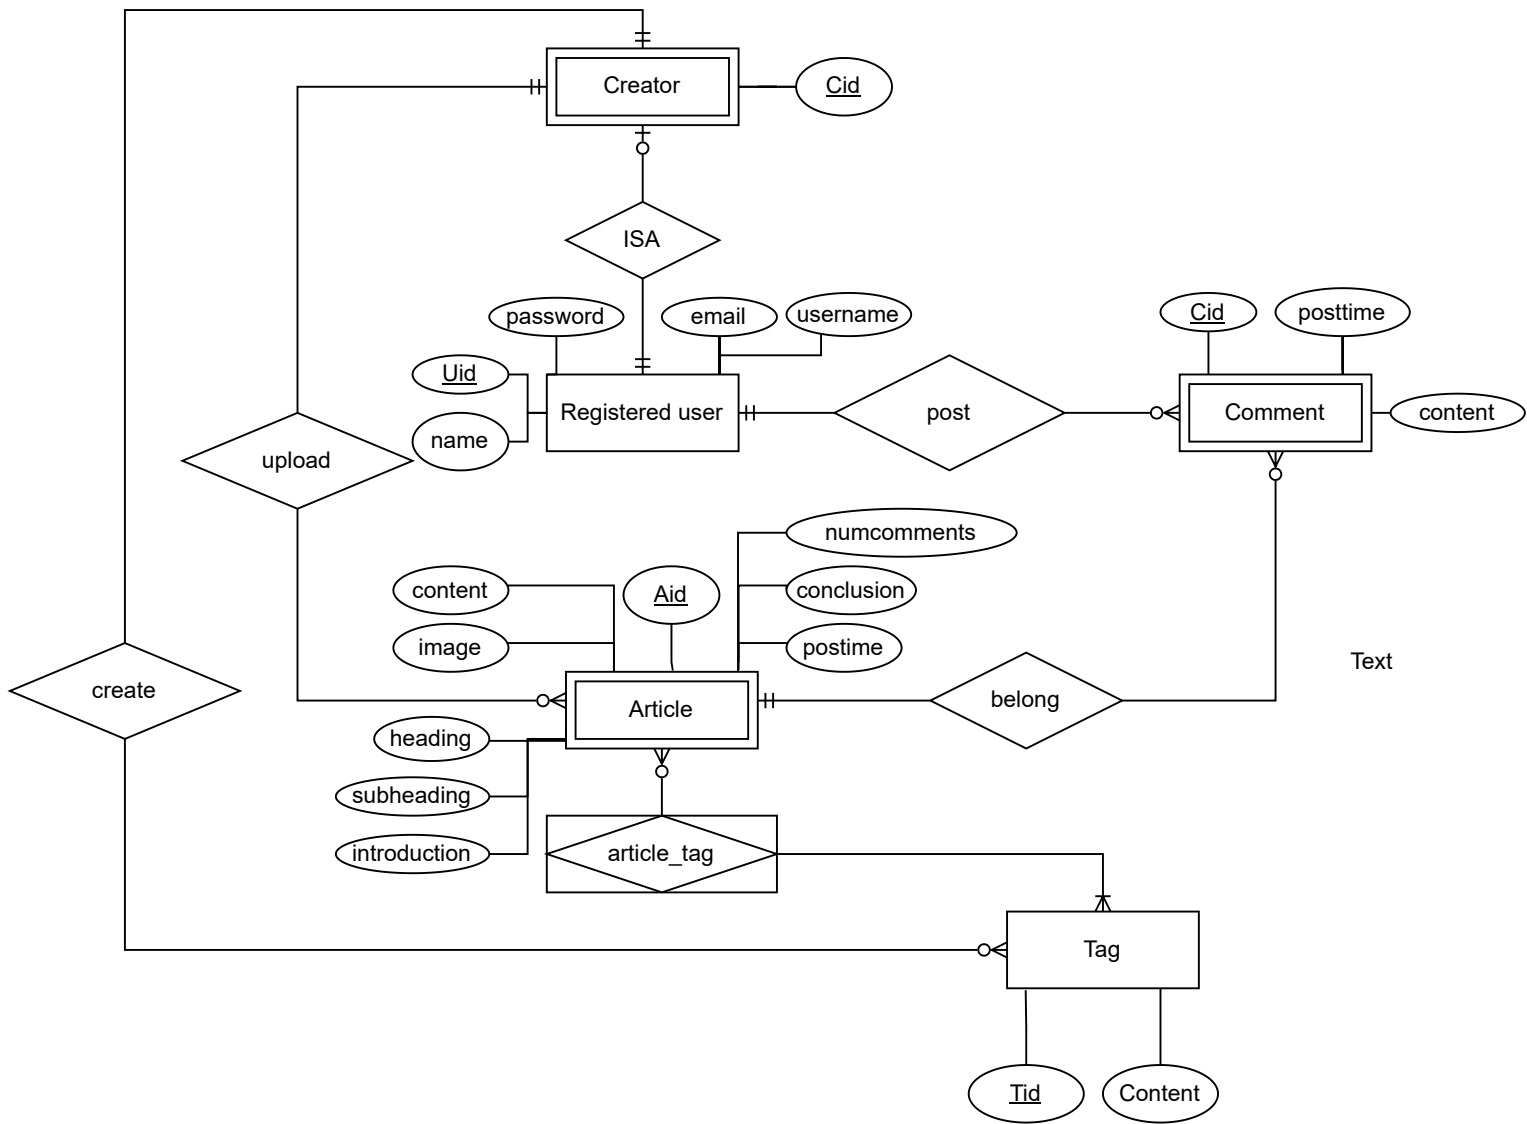 Creator
Cid
ISA
password
email
username
Cid
posttime
Uid
name
Registered user
post
Comment
content
upload
numcomments
content
Aid
conclusion
image
postime
Text
create
Article
belong
heading
subheading
introduction
article_tag
Tag
Tid
Content